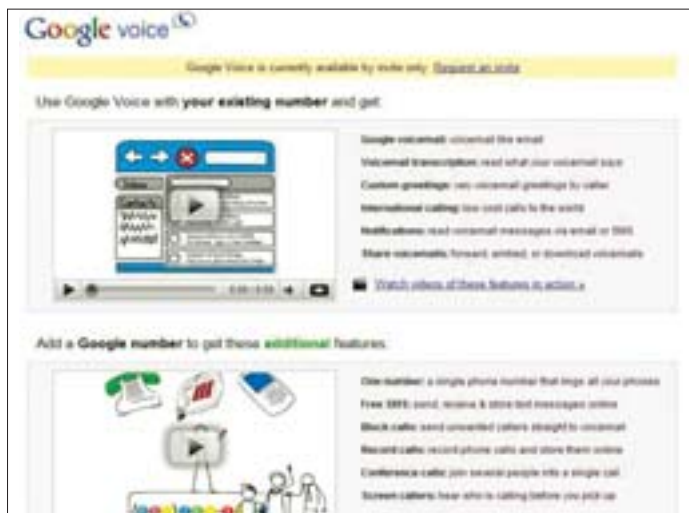 Google voice
Google Voice is currently available by invite only. Request an invite
Use Google Voice with your existing number and get:
Google voicemail: voicemail like email
Voicemail transcription: read what your voicemail says
Custom greetings: vary voicemail greetings by caller
International calling: low cost calls to the world
Notifications: read voicemail messages via email or SMS
Share voicemails: forward, embed, or download voicemails
Watch videos of these features in action »
Add a Google number to get these additional features:
One number: a single phone number that rings all your phones
Free SMS: send, receive & store text messages online
Block calls: send unwanted callers straight to voicemail
Record calls: record phone calls and store them online
Conference calls: join several people into a single call
Screen callers: hear who is calling before you pick up